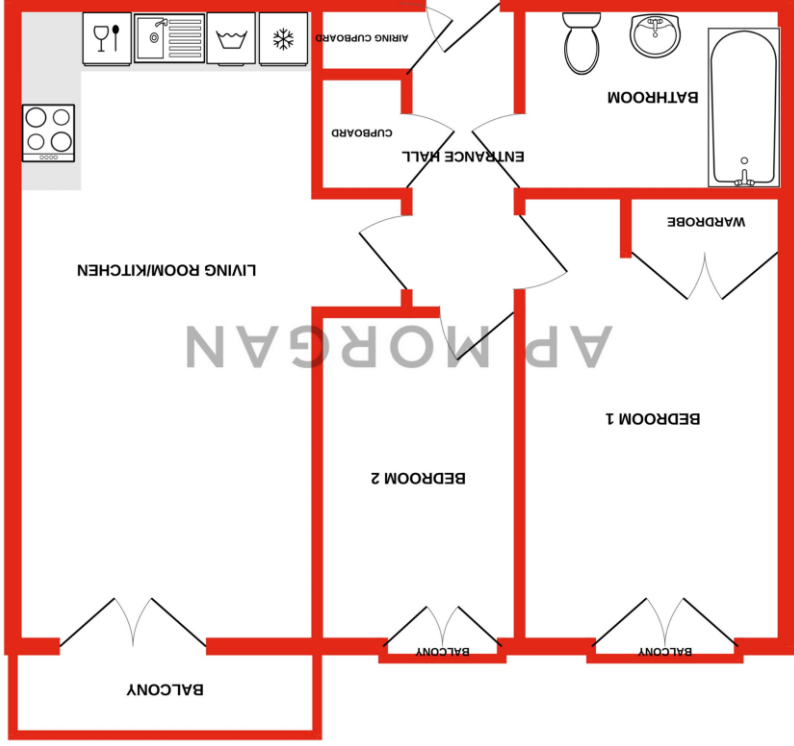 BALCONY
BALCONY
BALCONY
BEDROOM 2
BEDROOM 1
AP MORGAN
LIVING ROOM/KITCHEN
WARDROBE
ENTRANCE HALL
CUPBOARD
BATHROOM
AIRING CUPBOARD